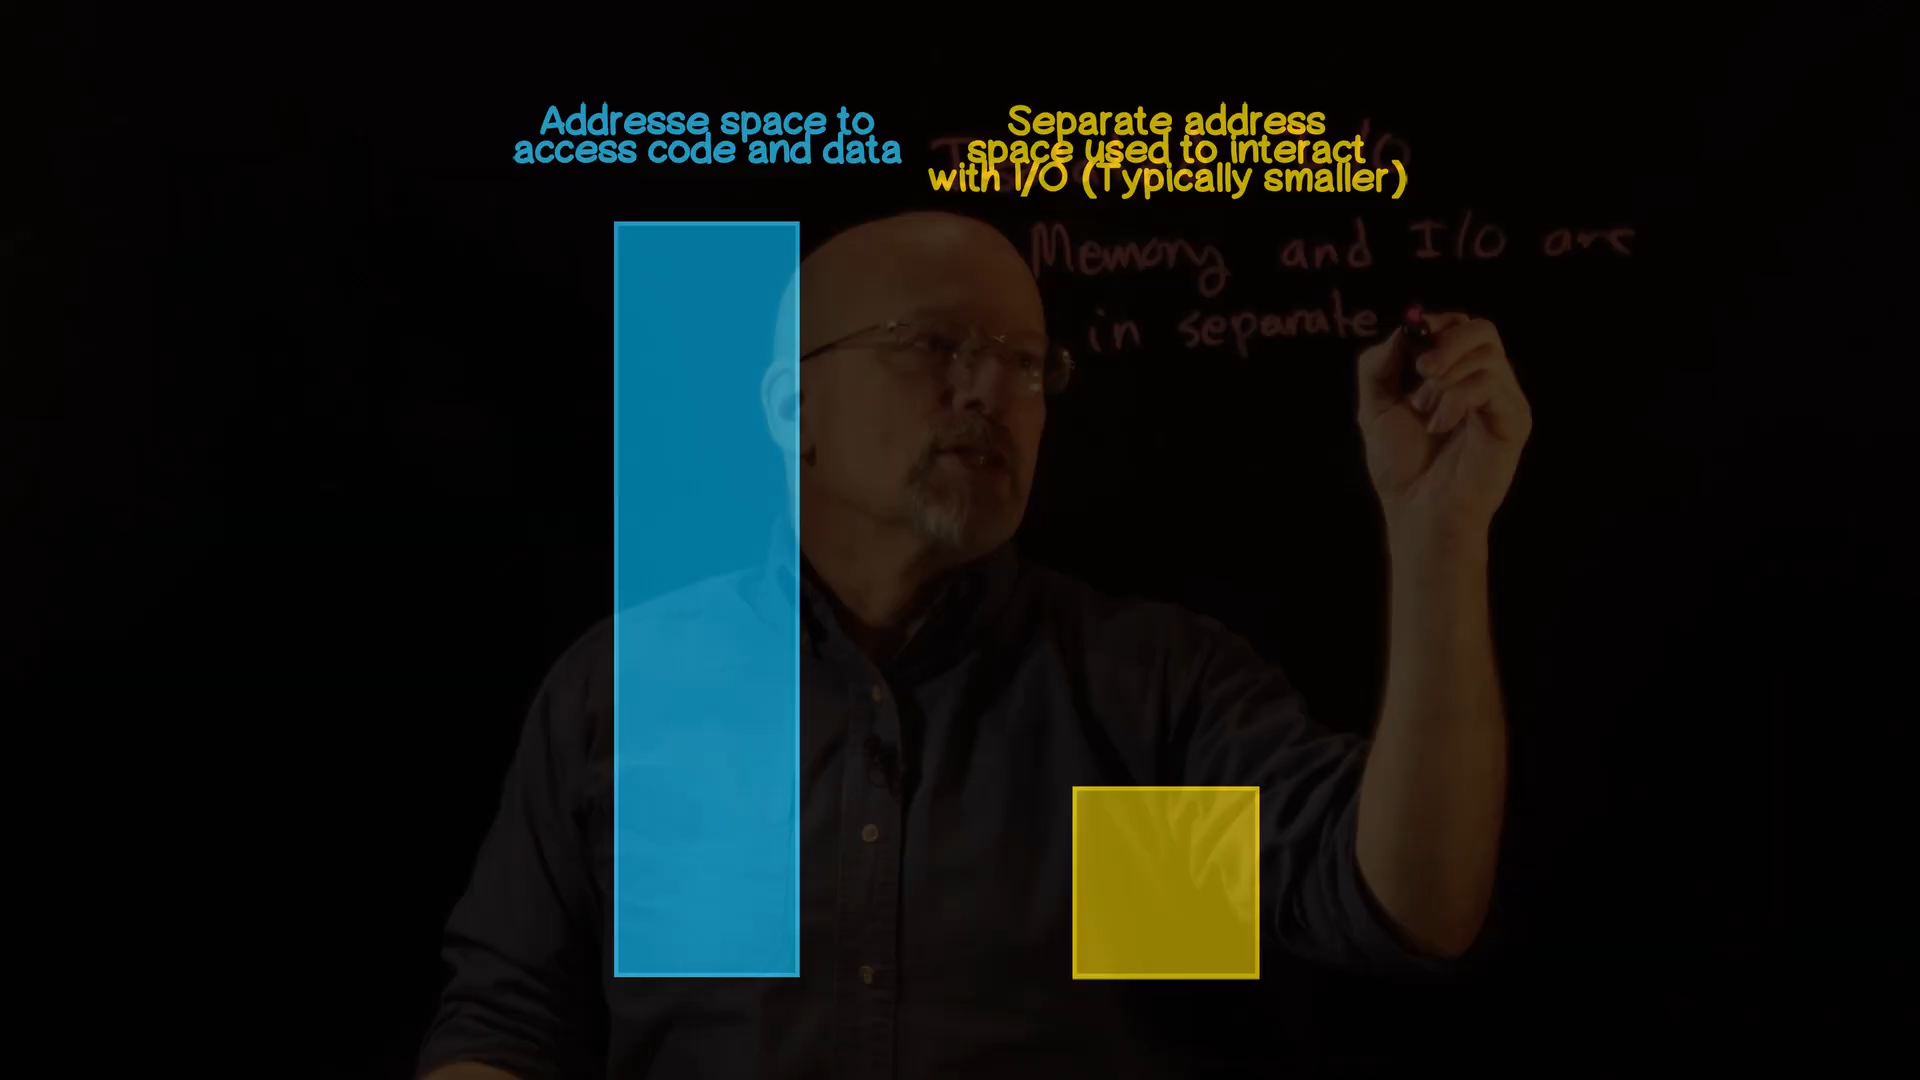 Addresse space to
access code and data
Separate address
space used to interact
with I/O (Typically smaller)
Memory and I/O are
in separate